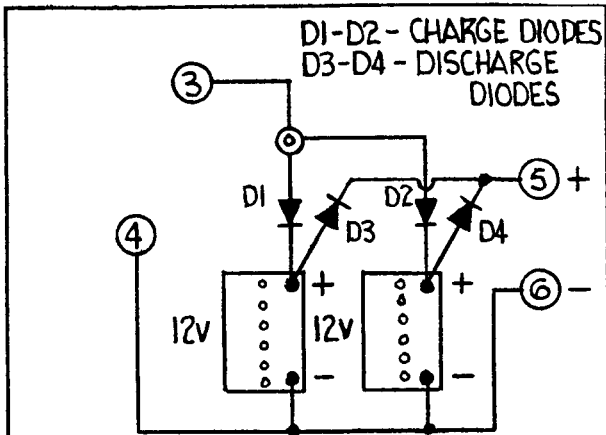 D1-D2 - CHARGE DIODES
D3-D4 - DISCHARGE
DIODES
3
5 +
D1
D2
D3
D4
4
+
+
6 -
12V
12V
-
-